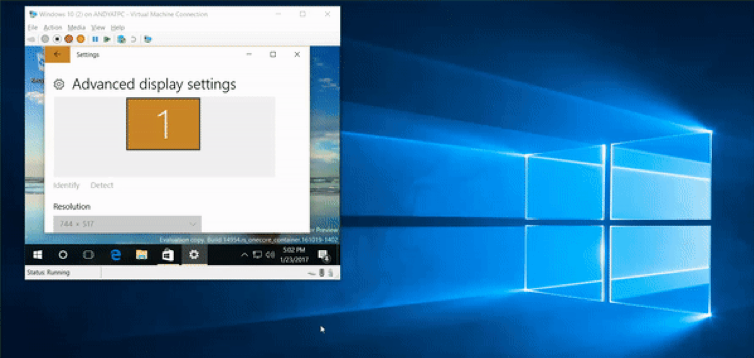 Windows 10 (2) on ANDYATPC - Virtual Machine Connection
File Action Media View Help
Settings
Advanced display settings
1
Identify Detect
Resolution
744 × 517
r Preview
Evaluation copy. Build 14954.rs_onecore_container.161019-1402
5:02 PM
1/23/2017
Status: Running